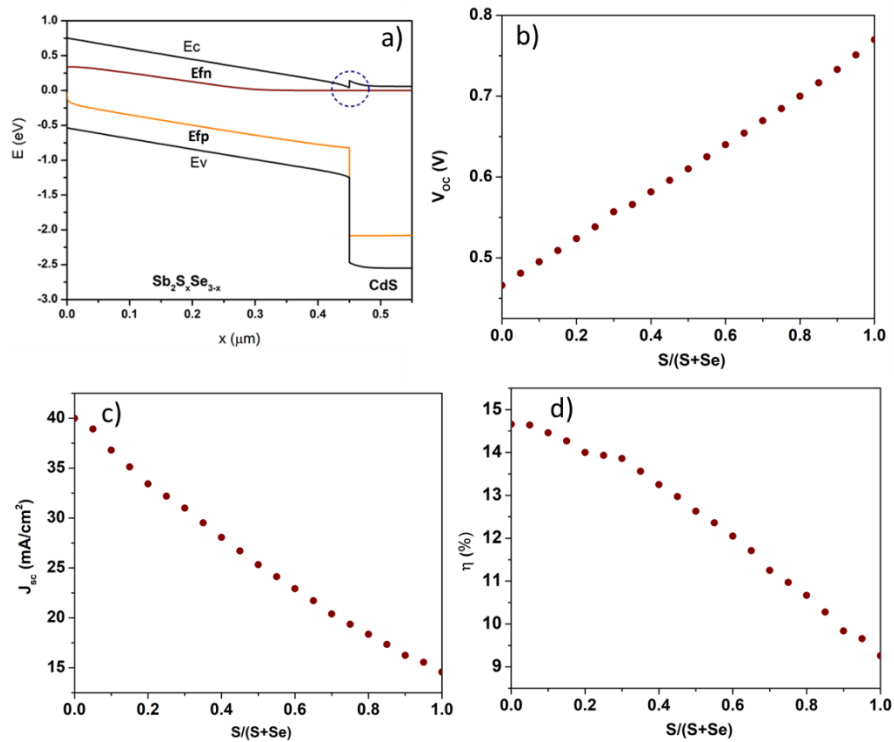 a)
1.0
0.5
0.0
-0.5
-1.0
-1.5
-2.0
-2.5
-3.0
E (eV)
Ec
Efn
Efp
Ev
Sb2SxSe3-x
CdS
0.0 0.1 0.2 0.3 0.4 0.5
x (μm)
b)
0.8
0.7
0.6
0.5
VOC (V)
0.0 0.2 0.4 0.6 0.8 1.0
S/(S+Se)
c)
40
35
30
25
20
15
Jsc (mA/cm²)
0.0 0.2 0.4 0.6 0.8 1.0
S/(S+Se)
d)
15
14
13
12
11
10
9
η (%)
0.0 0.2 0.4 0.6 0.8 1.0
S/(S+Se)